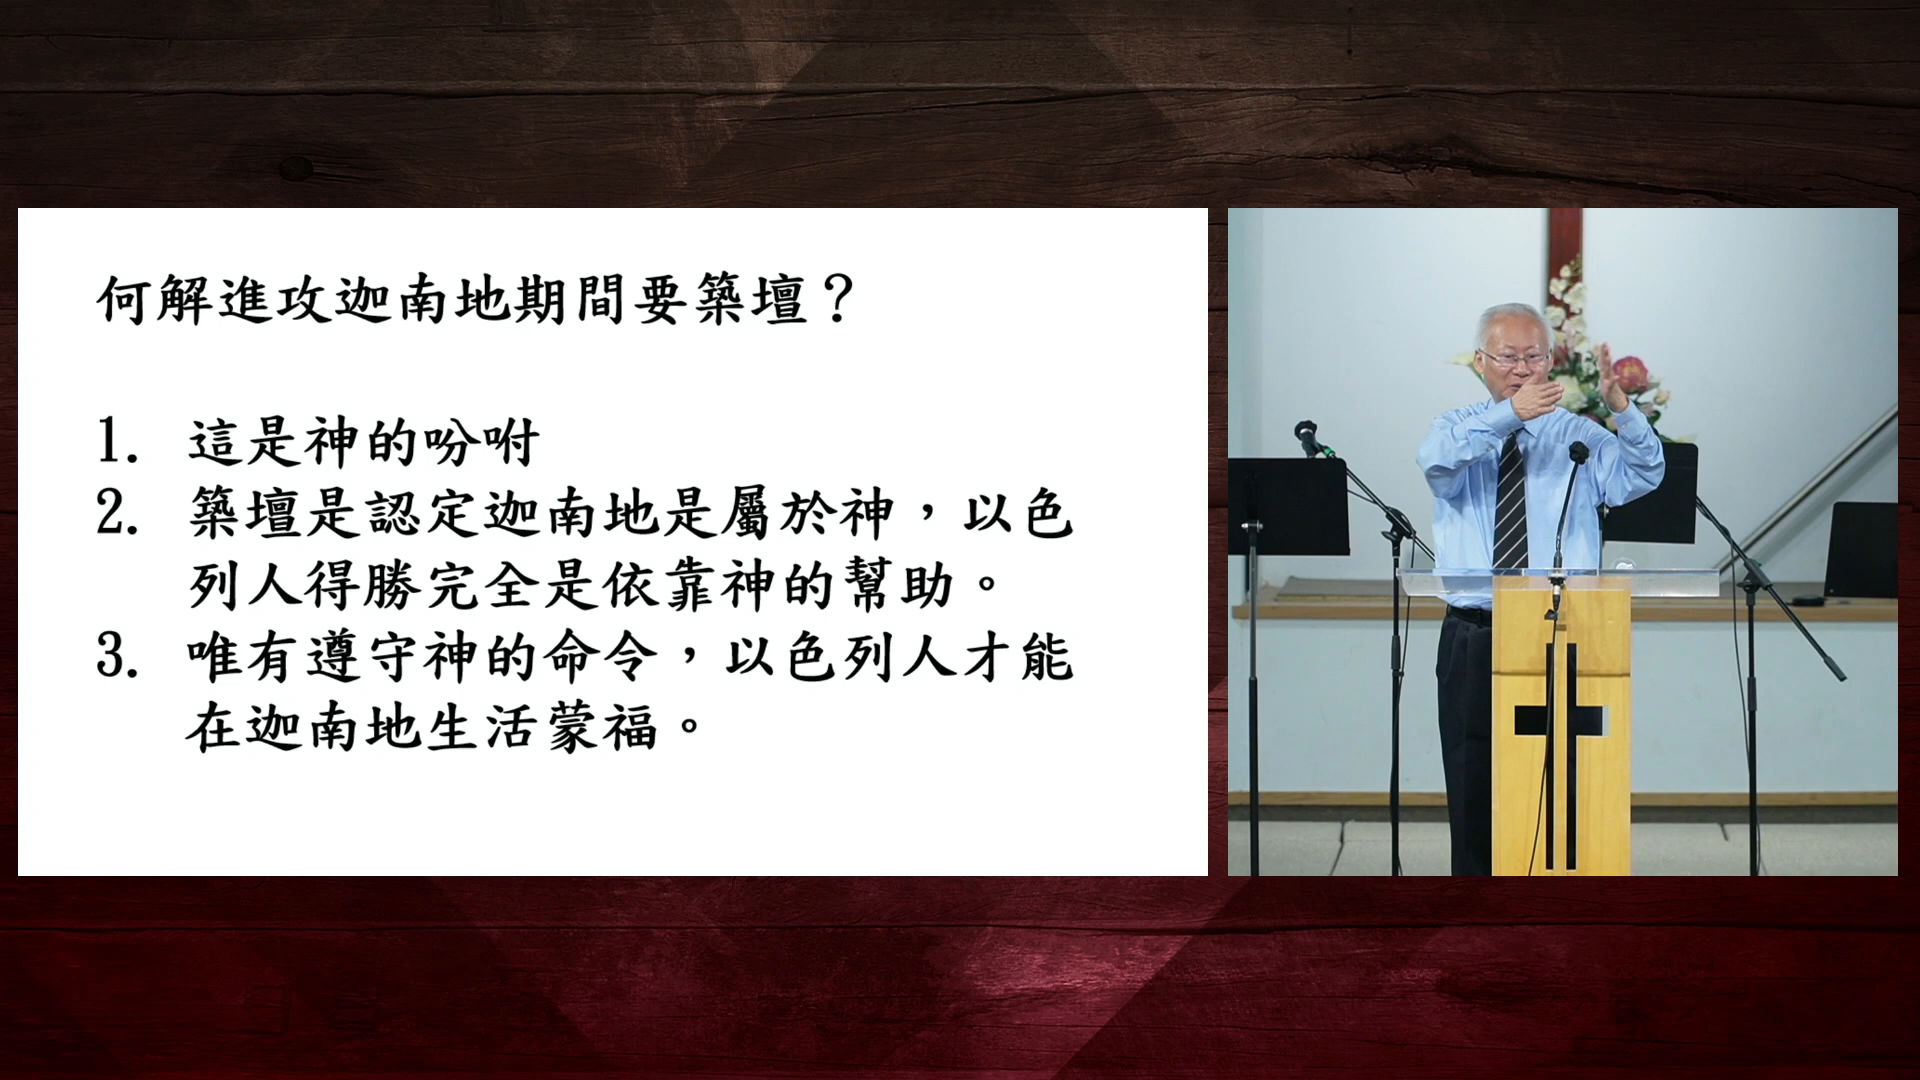 何解進攻迦南地期間要築壇？
1. 這是神的吩咐
2. 築壇是認定迦南地是屬於神，以色
列人得勝完全是依靠神的幫助。
3. 唯有遵守神的命令，以色列人才能
在迦南地生活蒙福。